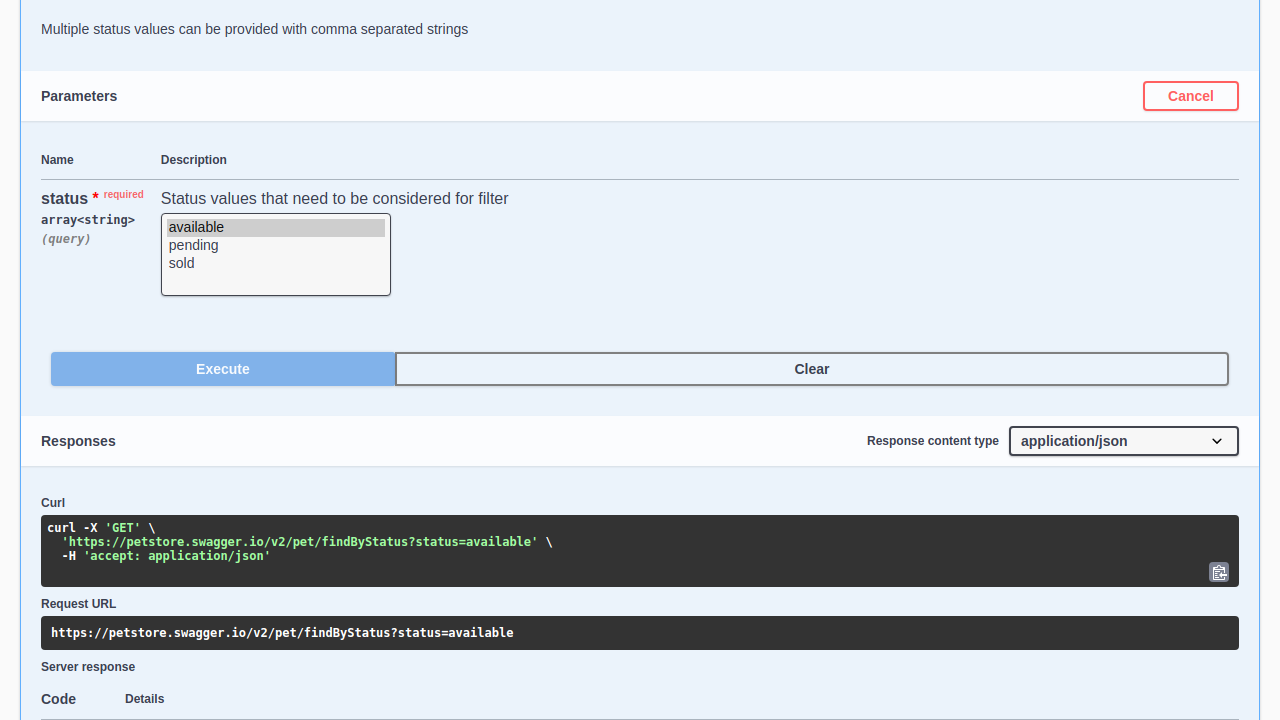 Multiple status values can be provided with comma separated strings
Parameters
Cancel
Name Description
status * required
array<string>
(query)
Status values that need to be considered for filter
available
pending
sold
Execute
Clear
Responses
Response content type
application/json
Curl
curl -X 'GET' \
  'https://petstore.swagger.io/v2/pet/findByStatus?status=available' \
  -H 'accept: application/json'
Request URL
https://petstore.swagger.io/v2/pet/findByStatus?status=available
Server response
Code Details